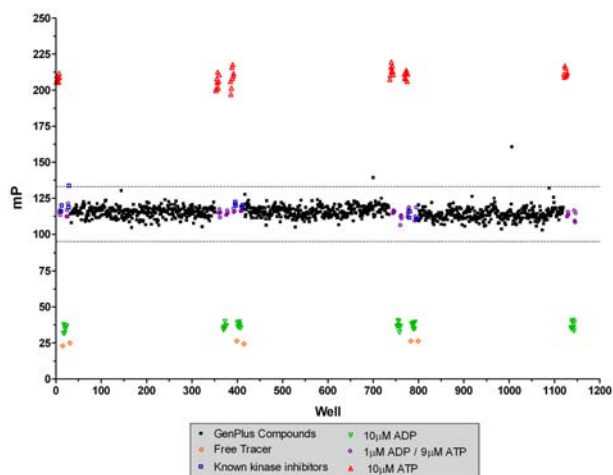 250
225
200
175
150
125
100
75
50
25
0
mP
0 100 200 300 400 500 600 700 800 900 1000 1100 1200
Well
GenPlus Compounds
Free Tracer
Known kinase inhibitors
10µM ADP
1µM ADP / 9µM ATP
10µM ATP